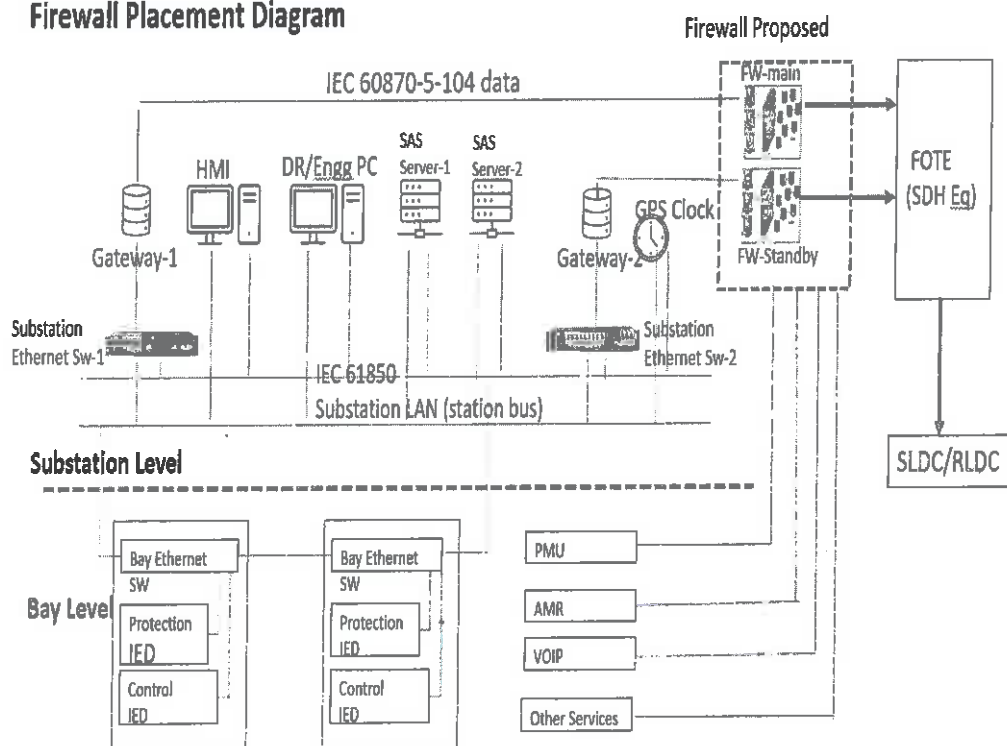 Firewall Placement Diagram
Firewall Proposed
IEC 60870-5-104 data
FW-main
HMI
DR/Engg PC
SAS
Server-1
SAS
Server-2
FOTE
(SDH Eq)
GPS Clock
Gateway-1
Gateway-2
FW-Standby
Substation
Ethernet Sw-1
Substation
Ethernet Sw-2
IEC 61850
Substation LAN (station bus)
Substation Level
SLDC/RLDC
Bay Ethernet
SW
Bay Ethernet
SW
PMU
Bay Level
Protection
IED
Protection
IED
AMR
VOIP
Control
IED
Control
IED
Other Services